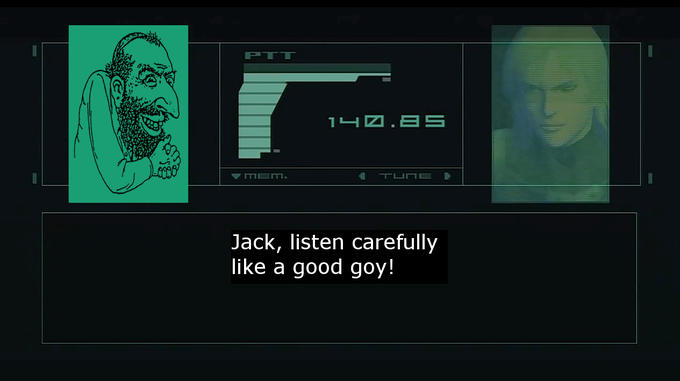 PTT
140.85
MEM.
TUNE
Jack, listen carefully
like a good goy!